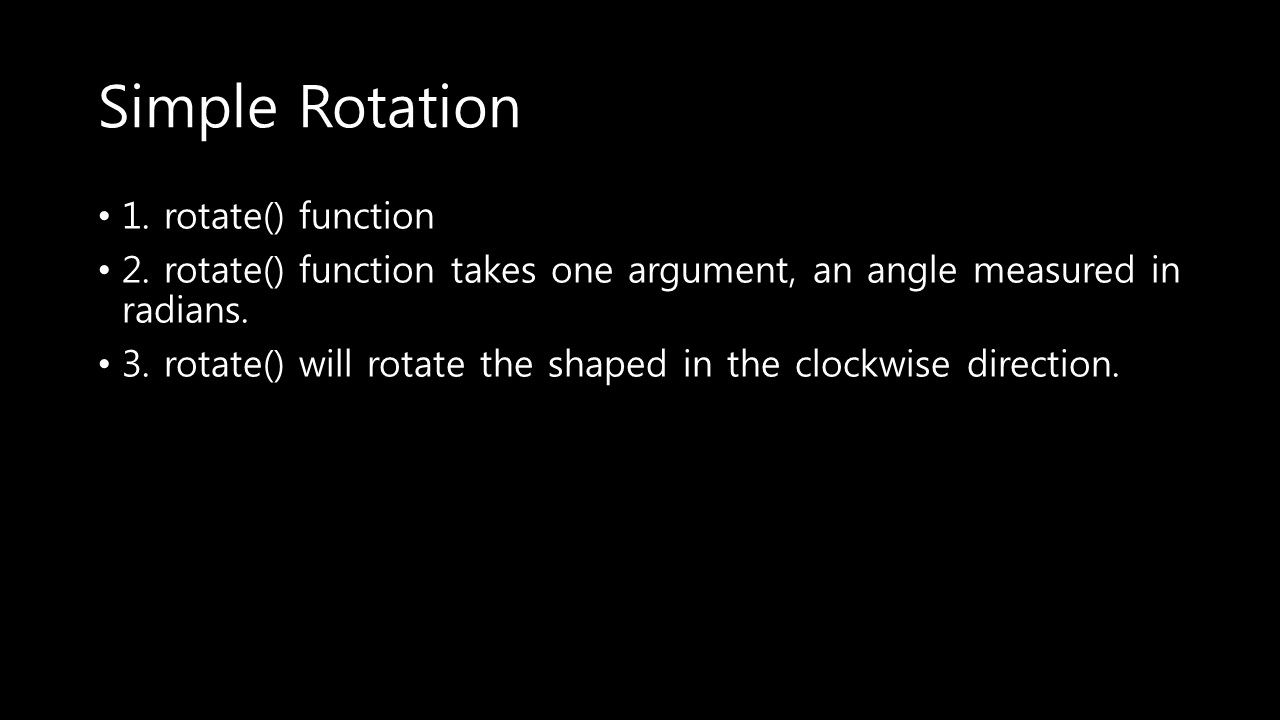 Simple Rotation
• 1. rotate() function
• 2. rotate() function takes one argument, an angle measured in
radians.
• 3. rotate() will rotate the shaped in the clockwise direction.